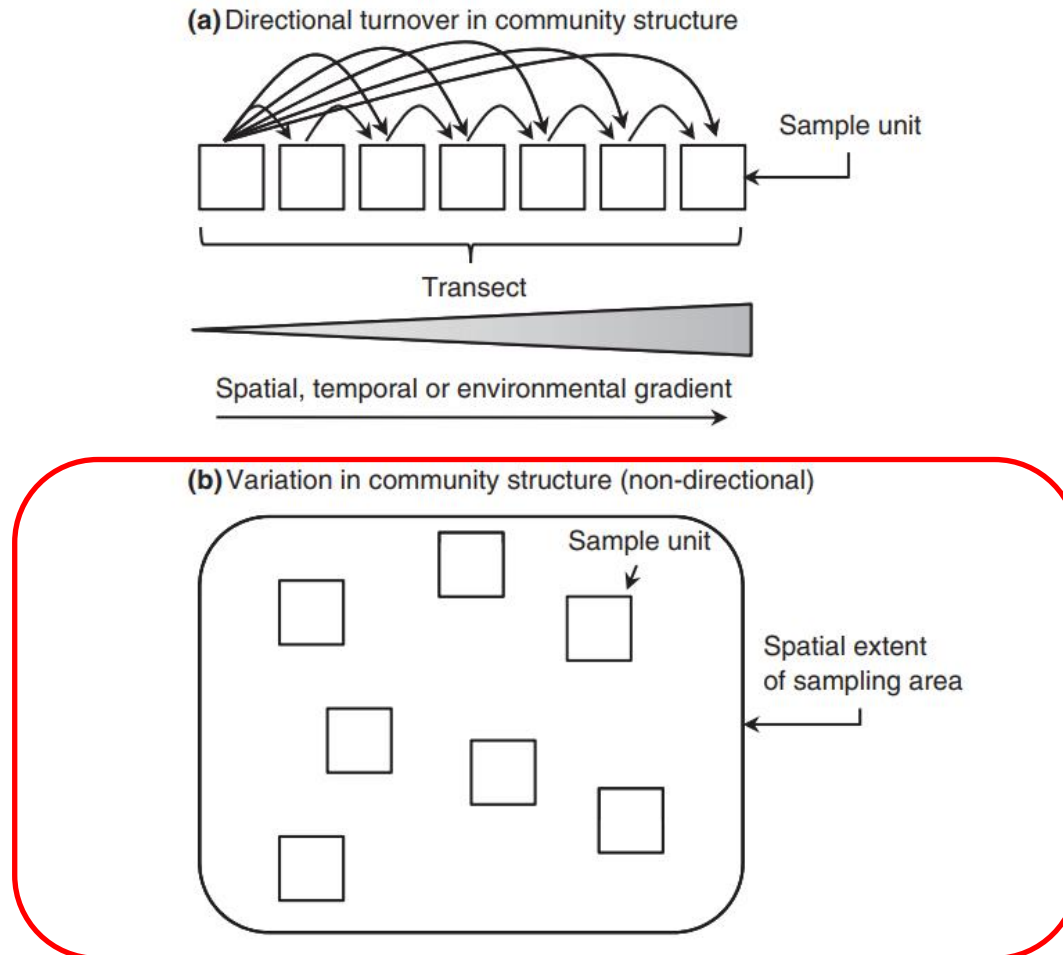 (a) Directional turnover in community structure
Sample unit
Transect
Spatial, temporal or environmental gradient
(b) Variation in community structure (non-directional)
Sample unit
Spatial extent
of sampling area